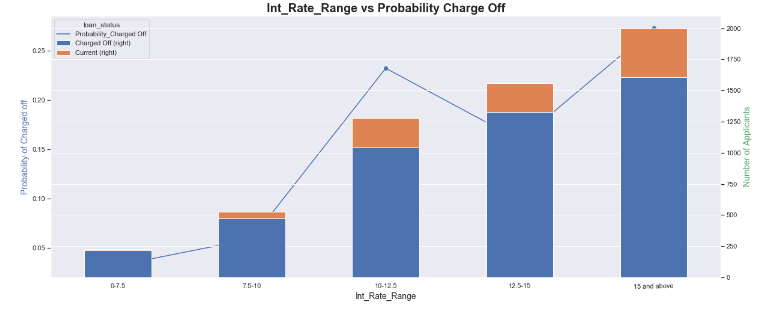 Int_Rate_Range vs Probability Charge Off
loan_status
Probability_Charged Off
Charged Off (right)
Current (right)
Probability of Charged off
0.25
0.20
0.15
0.10
0.05
2000
1750
1500
1250
1000
750
500
250
0
Number of Applicants
0-7.5
7.5-10
10-12.5
12.5-15
15 and above
Int_Rate_Range